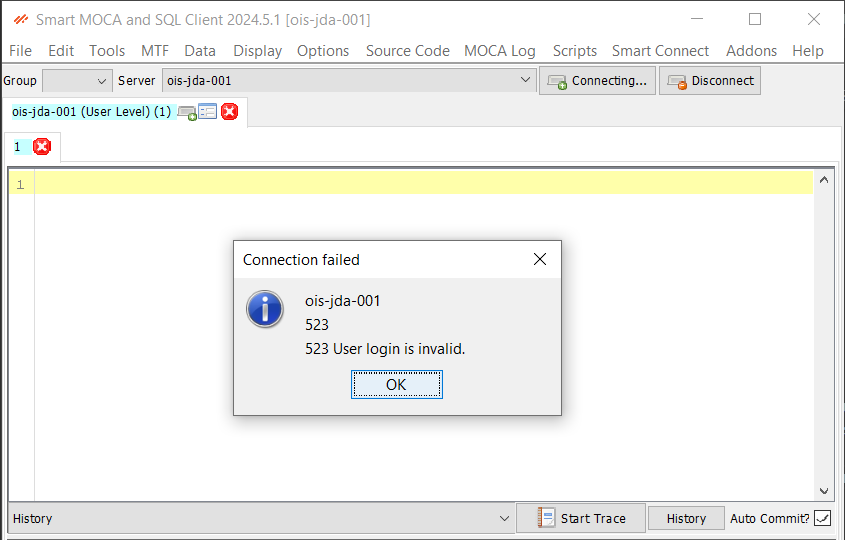 Smart MOCA and SQL Client 2024.5.1 [ois-jda-001]
File Edit Tools MTF Data Display Options Source Code MOCA Log Scripts Smart Connect Addons Help
Group Server ois-jda-001 Connecting... Disconnect
ois-jda-001 (User Level) (1)
1
1
Connection failed
ois-jda-001
523
523 User login is invalid.
OK
History Start Trace History Auto Commit?